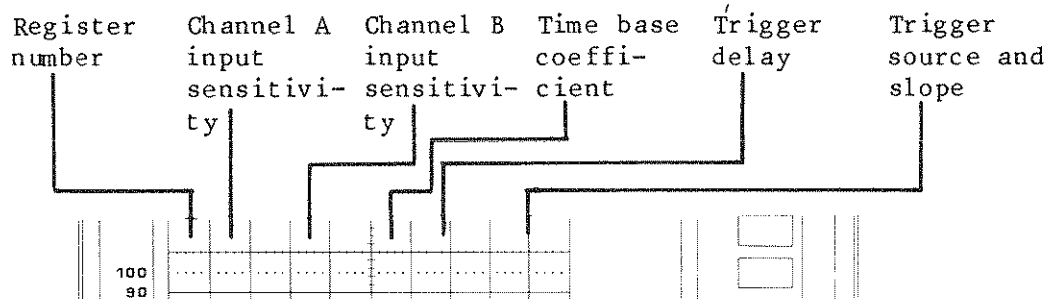 Register
number
Channel A
input
sensitivi-
ty
Channel B
input
sensitivi-
ty
Time base
coeffi-
cient
Trigger
delay
Trigger
source and
slope
100
90